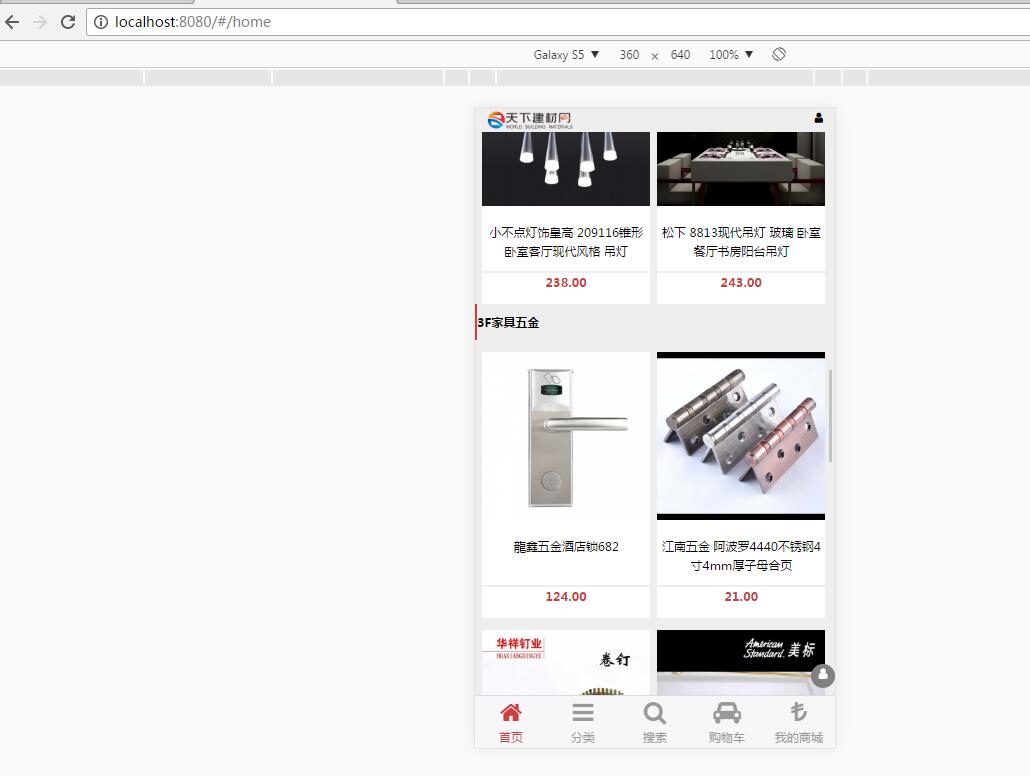 localhost:8080/#/home
Galaxy S5 ▼ 360 × 640 100% ▼
天下建材网
WORLD BUILDING MATERIALS
小不点灯饰皇高 209116锥形
卧室客厅现代风格 吊灯
238.00
松下 8813现代吊灯 玻璃 卧室
餐厅书房阳台吊灯
243.00
3F家具五金
龍鑫五金酒店锁682
124.00
江南五金 阿波罗4440不锈钢4
寸4mm厚子母合页
21.00
华祥钉业
HUAXIANGDINGYE
卷钉
American
Standard. 美标
首页
分类
搜索
购物车
我的商城